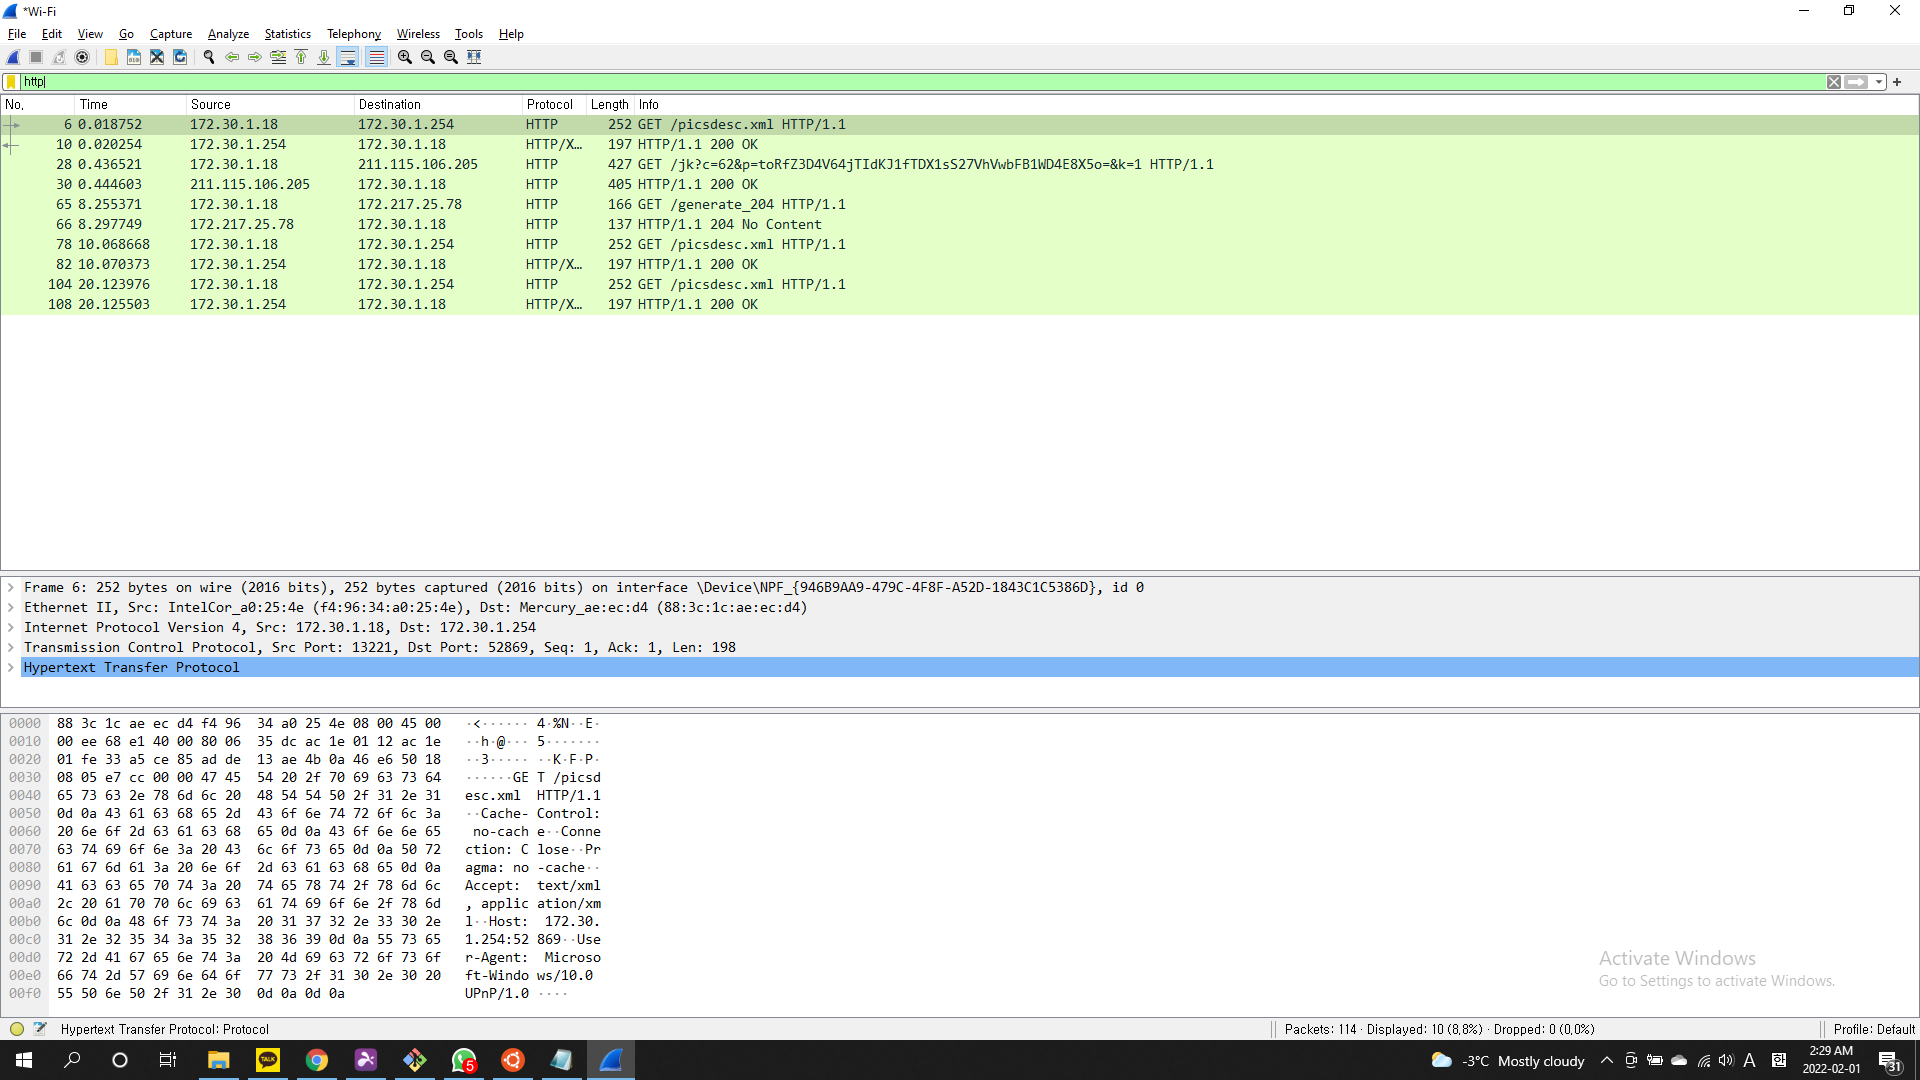 *Wi-Fi
File Edit View Go Capture Analyze Statistics Telephony Wireless Tools Help
http
No. Time Source Destination Protocol Length Info
6 0.018752 172.30.1.18 172.30.1.254 HTTP 252 GET /picsdesc.xml HTTP/1.1
10 0.020254 172.30.1.254 172.30.1.18 HTTP/X… 197 HTTP/1.1 200 OK
28 0.436521 172.30.1.18 211.115.106.205 HTTP 427 GET /jk?c=62&p=toRfZ3D4V64jTIdKJ1fTDX1sS27VhVwbFB1WD4E8X5o=&k=1 HTTP/1.1
30 0.444603 211.115.106.205 172.30.1.18 HTTP 405 HTTP/1.1 200 OK
65 8.255371 172.30.1.18 172.217.25.78 HTTP 166 GET /generate_204 HTTP/1.1
66 8.297749 172.217.25.78 172.30.1.18 HTTP 137 HTTP/1.1 204 No Content
78 10.068668 172.30.1.18 172.30.1.254 HTTP 252 GET /picsdesc.xml HTTP/1.1
82 10.070373 172.30.1.254 172.30.1.18 HTTP/X… 197 HTTP/1.1 200 OK
104 20.123976 172.30.1.18 172.30.1.254 HTTP 252 GET /picsdesc.xml HTTP/1.1
108 20.125503 172.30.1.254 172.30.1.18 HTTP/X… 197 HTTP/1.1 200 OK
Frame 6: 252 bytes on wire (2016 bits), 252 bytes captured (2016 bits) on interface \Device\NPF_{946B9AA9-479C-4F8F-A52D-1843C1C5386D}, id 0
Ethernet II, Src: IntelCor_a0:25:4e (f4:96:34:a0:25:4e), Dst: Mercury_ae:ec:d4 (88:3c:1c:ae:ec:d4)
Internet Protocol Version 4, Src: 172.30.1.18, Dst: 172.30.1.254
Transmission Control Protocol, Src Port: 13221, Dst Port: 52869, Seq: 1, Ack: 1, Len: 198
Hypertext Transfer Protocol
0000 88 3c 1c ae ec d4 f4 96 34 a0 25 4e 08 00 45 00 ·<······ 4·%N··E·
0010 00 ee 68 e1 40 00 80 06 35 dc ac 1e 01 12 ac 1e ··h·@··· 5·······
0020 01 fe 33 a5 ce 85 ad de 13 ae 4b 0a 46 e6 50 18 ··3····· ··K·F·P·
0030 08 05 e7 cc 00 00 47 45 54 20 2f 70 69 63 73 64 ······GE T /picsd
0040 65 73 63 2e 78 6d 6c 20 48 54 54 50 2f 31 2e 31 esc.xml HTTP/1.1
0050 0d 0a 43 61 63 68 65 2d 43 6f 6e 74 72 6f 6c 3a ··Cache- Control:
0060 20 6e 6f 2d 63 61 63 68 65 0d 0a 43 6f 6e 6e 65 no-cach e··Conne
0070 63 74 69 6f 6e 3a 20 43 6c 6f 73 65 0d 0a 50 72 ction: C lose··Pr
0080 61 67 6d 61 3a 20 6e 6f 2d 63 61 63 68 65 0d 0a agma: no -cache··
0090 41 63 63 65 70 74 3a 20 74 65 78 74 2f 78 6d 6c Accept: text/xml
00a0 2c 20 61 70 70 6c 69 63 61 74 69 6f 6e 2f 78 6d , applic ation/xm
00b0 6c 0d 0a 48 6f 73 74 3a 20 31 37 32 2e 33 30 2e l··Host: 172.30.
00c0 31 2e 32 35 34 3a 35 32 38 36 39 0d 0a 55 73 65 1.254:52 869··Use
00d0 72 2d 41 67 65 6e 74 3a 20 4d 69 63 72 6f 73 6f r-Agent: Microso
00e0 66 74 2d 57 69 6e 64 6f 77 73 2f 31 30 2e 30 20 ft-Windo ws/10.0
00f0 55 50 6e 50 2f 31 2e 30 0d 0a 0d 0a UPnP/1.0 ····
Activate Windows
Go to Settings to activate Windows.
Hypertext Transfer Protocol: Protocol
Packets: 114 · Displayed: 10 (8,8%) · Dropped: 0 (0,0%)
Profile: Default
TALK
5
-3°C Mostly cloudy
A
2:29 AM
2022-02-01
31